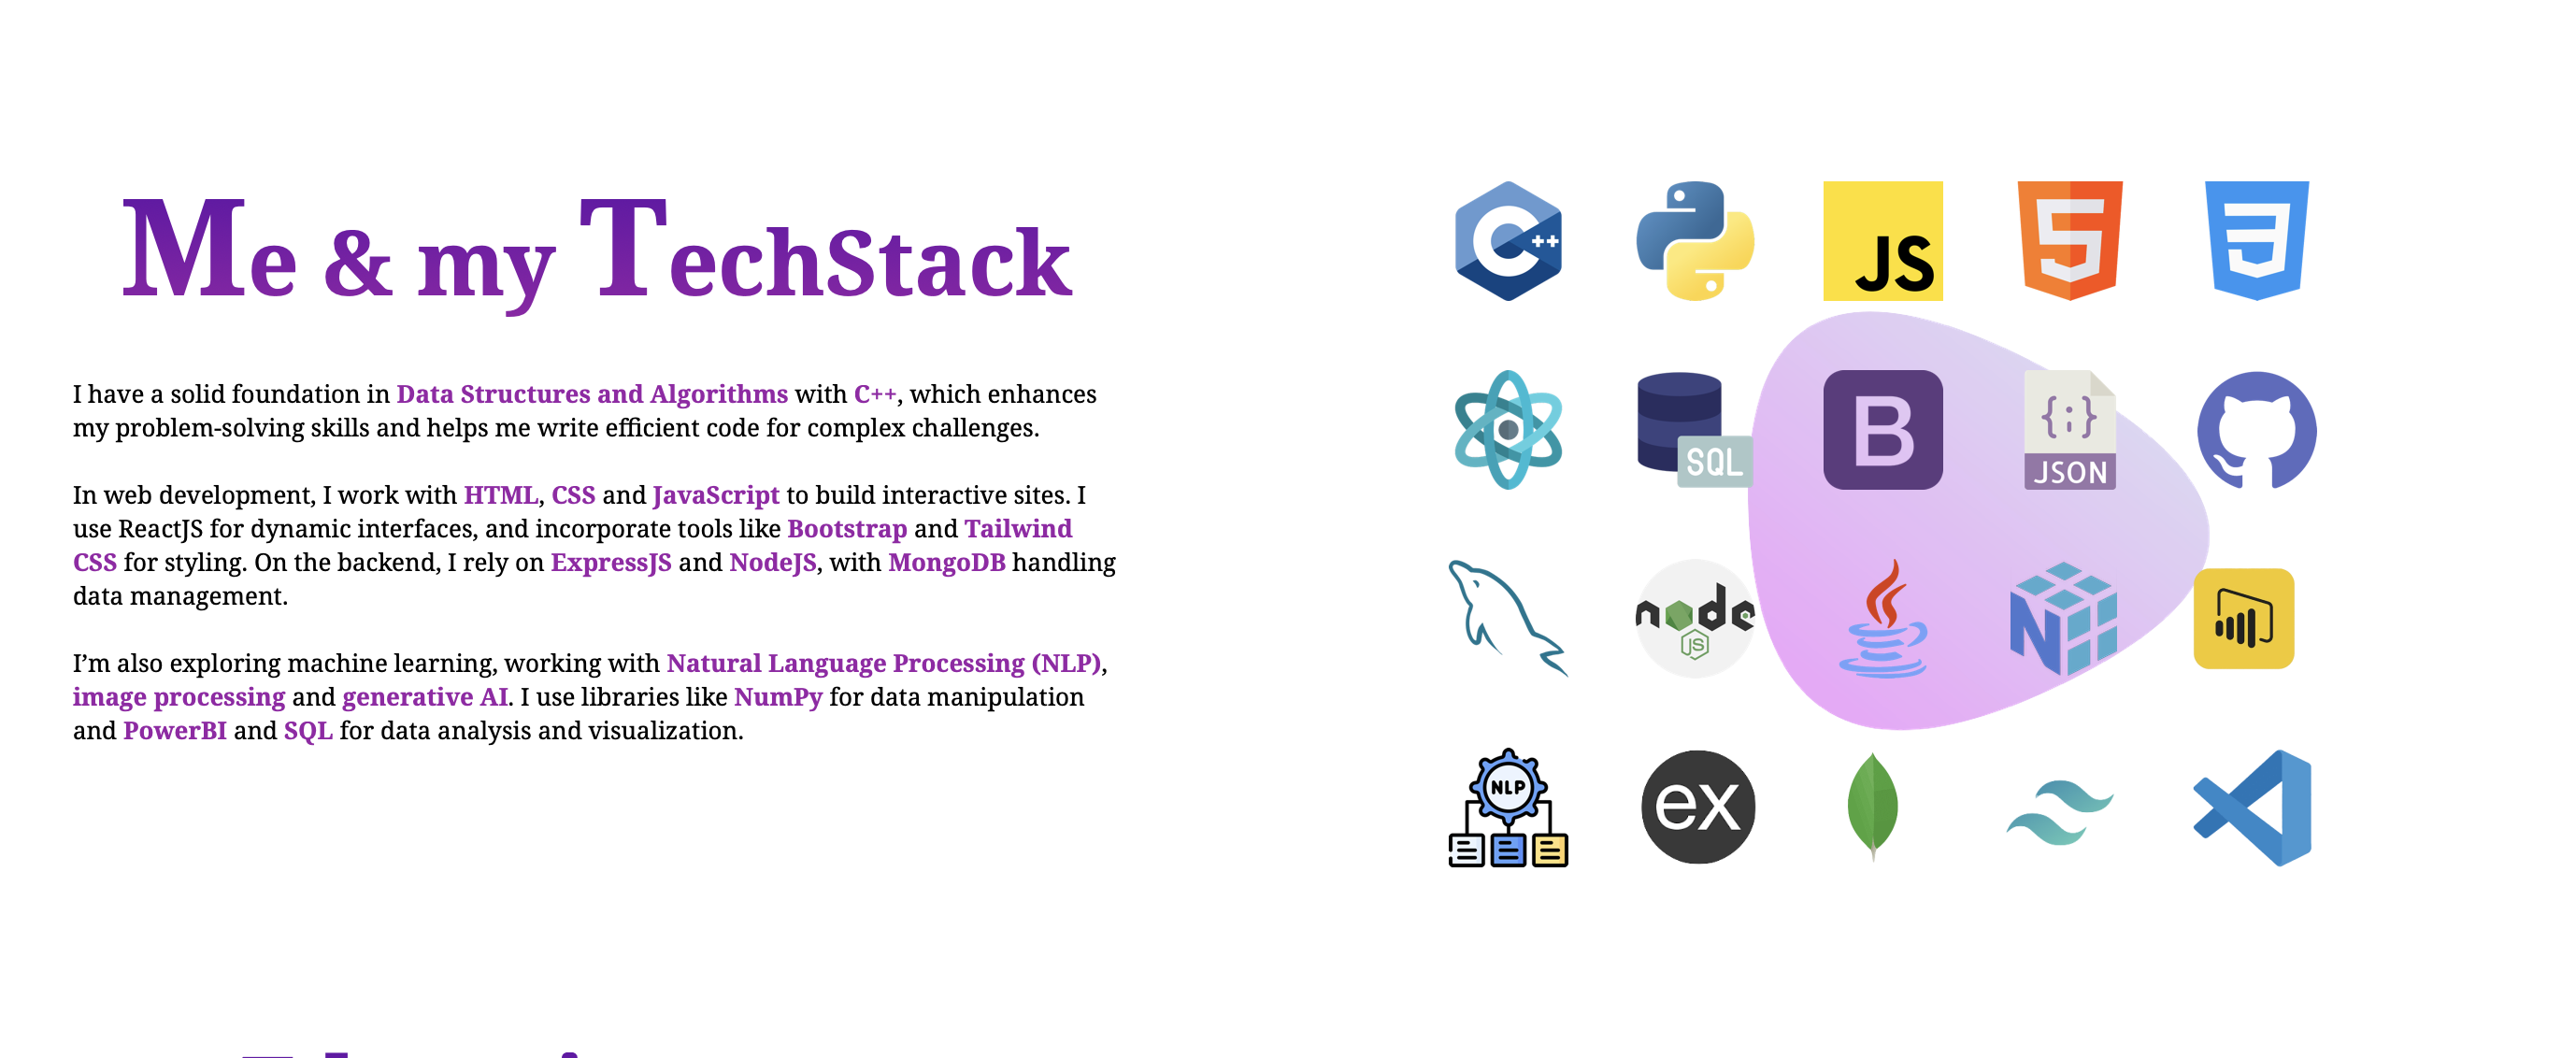 Me & my TechStack
I have a solid foundation in Data Structures and Algorithms with C++, which enhances
my problem-solving skills and helps me write efficient code for complex challenges.
In web development, I work with HTML, CSS and JavaScript to build interactive sites. I
use ReactJS for dynamic interfaces, and incorporate tools like Bootstrap and Tailwind
CSS for styling. On the backend, I rely on ExpressJS and NodeJS, with MongoDB handling
data management.
I’m also exploring machine learning, working with Natural Language Processing (NLP),
image processing and generative AI. I use libraries like NumPy for data manipulation
and PowerBI and SQL for data analysis and visualization.
C++
JS
5
3
SQL
B
{;}
JSON
node
JS
N
NLP
ex